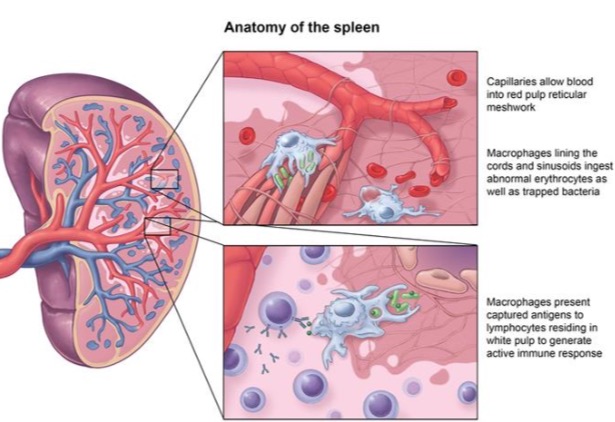 Anatomy of the spleen
Capillaries allow blood
into red pulp reticular
meshwork
Macrophages lining the
cords and sinusoids ingest
abnormal erythrocytes as
well as trapped bacteria
Macrophages present
captured antigens to
lymphocytes residing in
white pulp to generate
active immune response